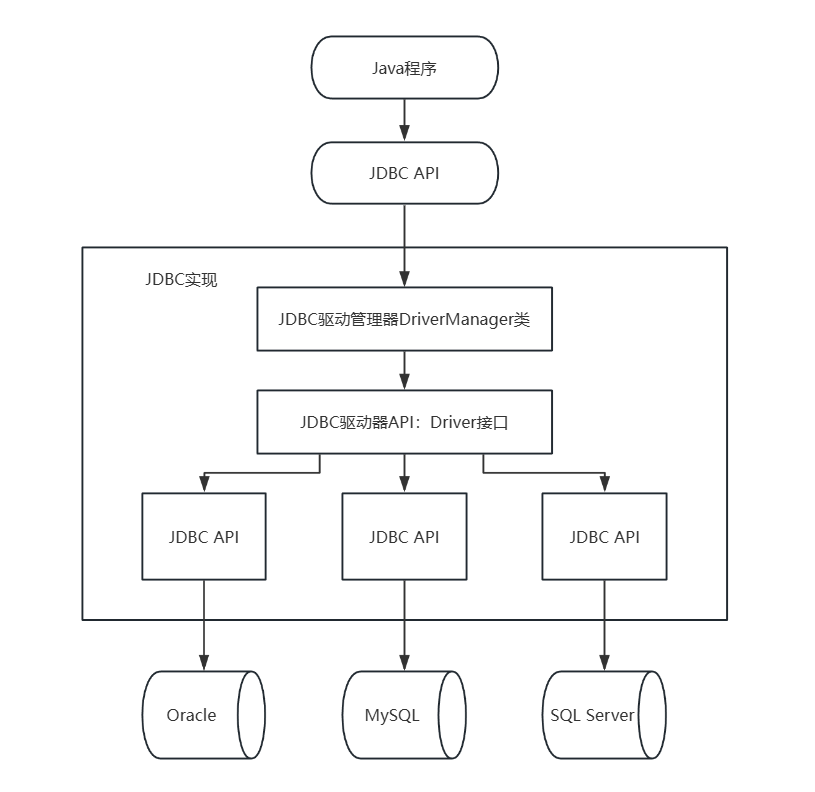 Java程序
JDBC API
JDBC实现
JDBC驱动管理器DriverManager类
JDBC驱动器API：Driver接口
JDBC API
JDBC API
JDBC API
Oracle
MySQL
SQL Server